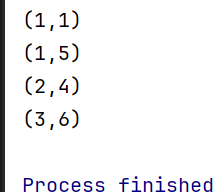 (1,1)
(1,5)
(2,4)
(3,6)
Process finished